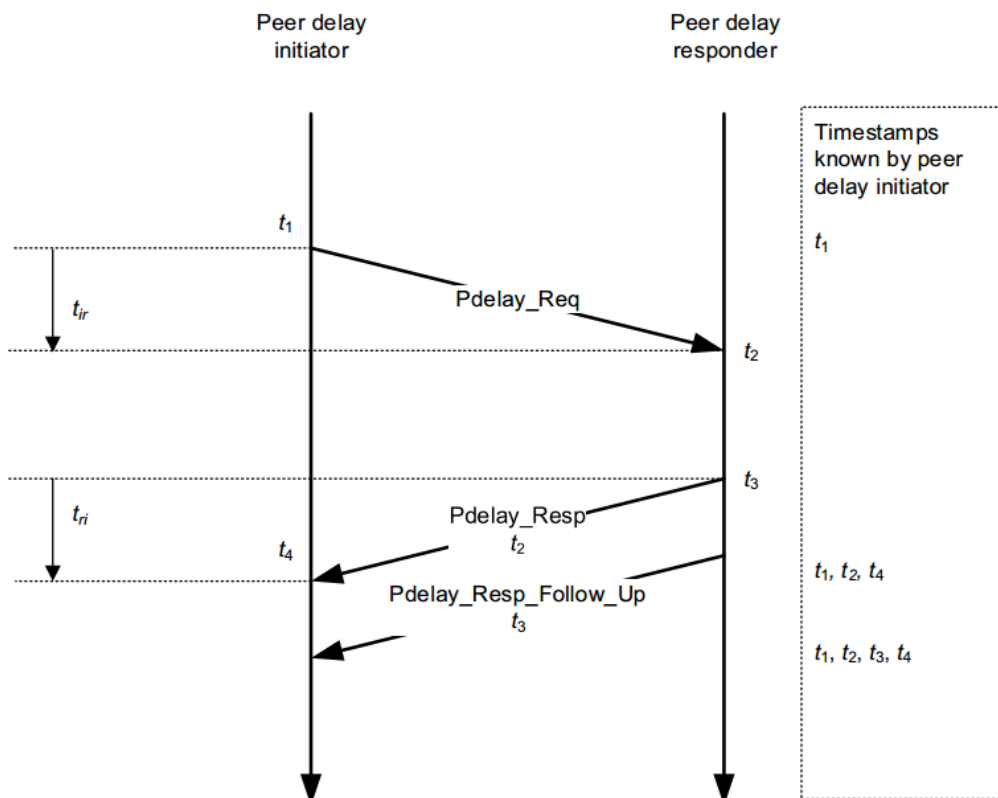 Peer delay
initiator
Peer delay
responder
Timestamps
known by peer
delay initiator
t1
t1
Pdelay_Req
tir
t2
t3
tri
Pdelay_Resp
t2
t4
t1, t2, t4
Pdelay_Resp_Follow_Up
t3
t1, t2, t3, t4